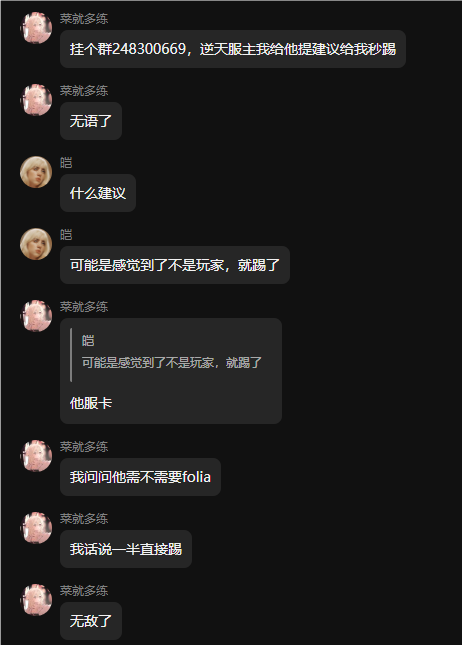 菜就多练
挂个群248300669，逆天服主我给他提建议给我秒踢
菜就多练
无语了
皑
什么建议
皑
可能是感觉到了不是玩家，就踢了
菜就多练
皑
可能是感觉到了不是玩家，就踢了
他服卡
菜就多练
我问问他需不需要folia
菜就多练
我话说一半直接踢
菜就多练
无敌了